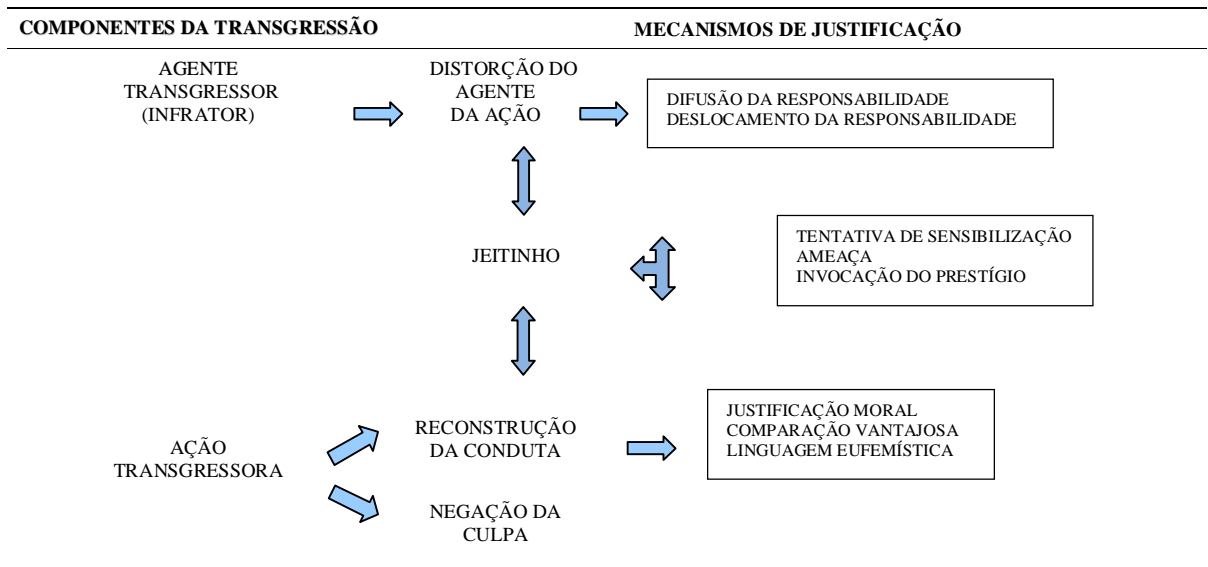 COMPONENTES DA TRANSGRESSÃO
MECANISMOS DE JUSTIFICAÇÃO
AGENTE
TRANSGRESSOR
(INFRATOR)
DISTORÇÃO DO
AGENTE
DA AÇÃO
DIFUSÃO DA RESPONSABILIDADE
DESLOCAMENTO DA RESPONSABILIDADE
JEITINHO
TENTATIVA DE SENSIBILIZAÇÃO
AMEAÇA
INVOCAÇÃO DO PRESTÍGIO
AÇÃO
TRANSGRESSORA
RECONSTRUÇÃO
DA CONDUTA
JUSTIFICAÇÃO MORAL
COMPARAÇÃO VANTAJOSA
LINGUAGEM EUFEMÍSTICA
NEGAÇÃO DA
CULPA